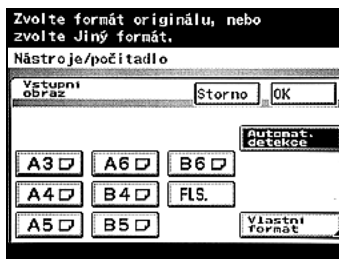 Zvolte formát originálu, nebo
zvolte Jiný formát.
Nástroje/počitadlo
Vstupní
obraz
Storno
OK
Automat.
detekce
A3
A6
B6
A4
B4
FLS.
A5
B5
Vlastní
formát